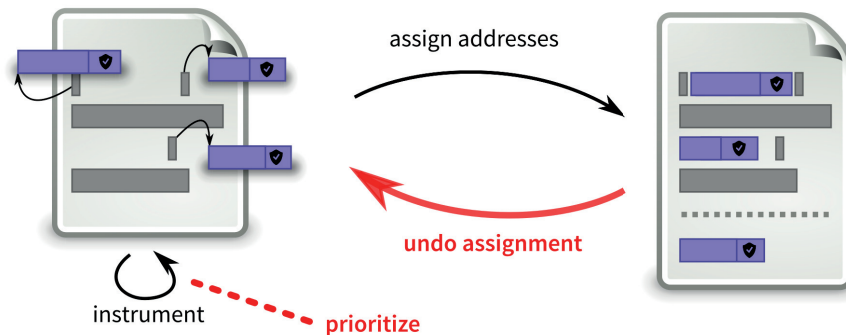 assign addresses
undo assignment
instrument
prioritize